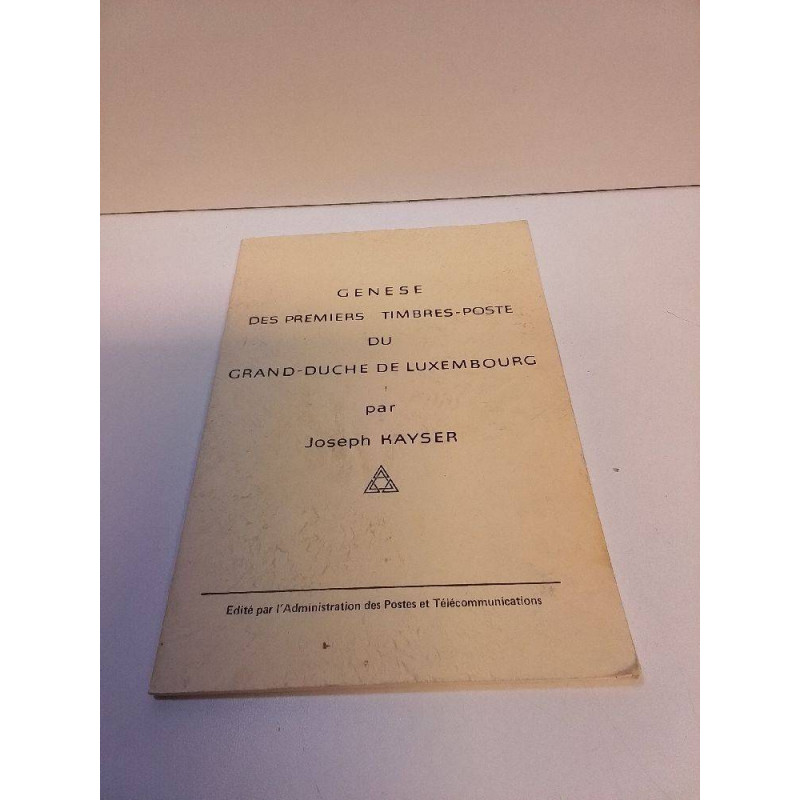 GENESE
DES PREMIERS TIMBRES-POSTE
DU
GRAND-DUCHE DE LUXEMBOURG
par
Joseph KAYSER
Edité par l'Administration des Postes et Télécommunications